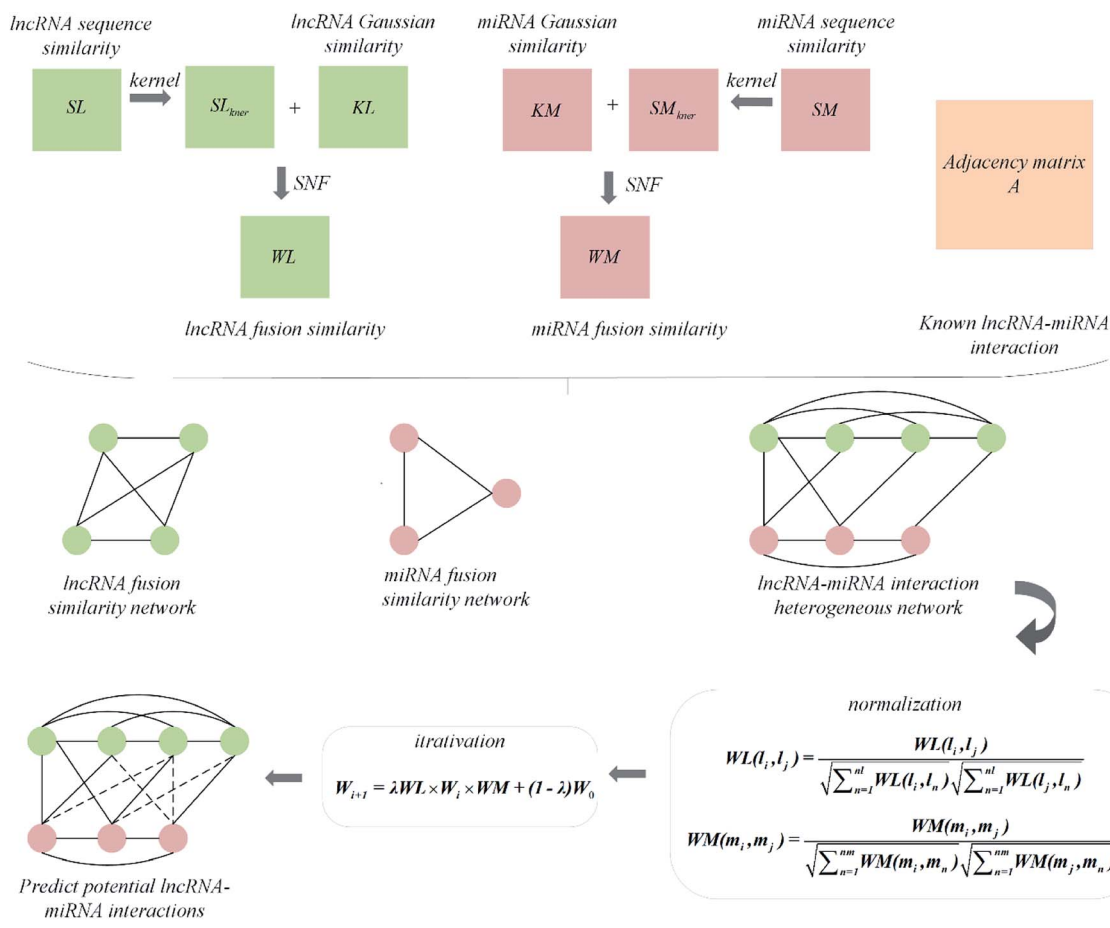 lncRNA sequence
similarity
lncRNA Gaussian
similarity
miRNA Gaussian
similarity
miRNA sequence
similarity
SL
kernel
SL_kner
+
KL
KM
+
SM_kner
kernel
SM
Adjacency matrix
A
SNF
SNF
WL
WM
lncRNA fusion similarity
miRNA fusion similarity
Known lncRNA-miRNA
interaction
lncRNA fusion
similarity network
miRNA fusion
similarity network
lncRNA-miRNA interaction
heterogeneous network
normalization
WL(l_i,l_j) = WL(l_i,l_j) / √∑_{n=1}^{nl} WL(l_i,l_n) √∑_{n=1}^{nl} WL(l_j,l_n)
WM(m_i,m_j) = WM(m_i,m_j) / √∑_{n=1}^{nm} WM(m_i,m_n) √∑_{n=1}^{nm} WM(m_j,m_n)
itrativation
W_{i+1} = λWL×W_i×WM + (1 - λ)W_0
Predict potential lncRNA-
miRNA interactions